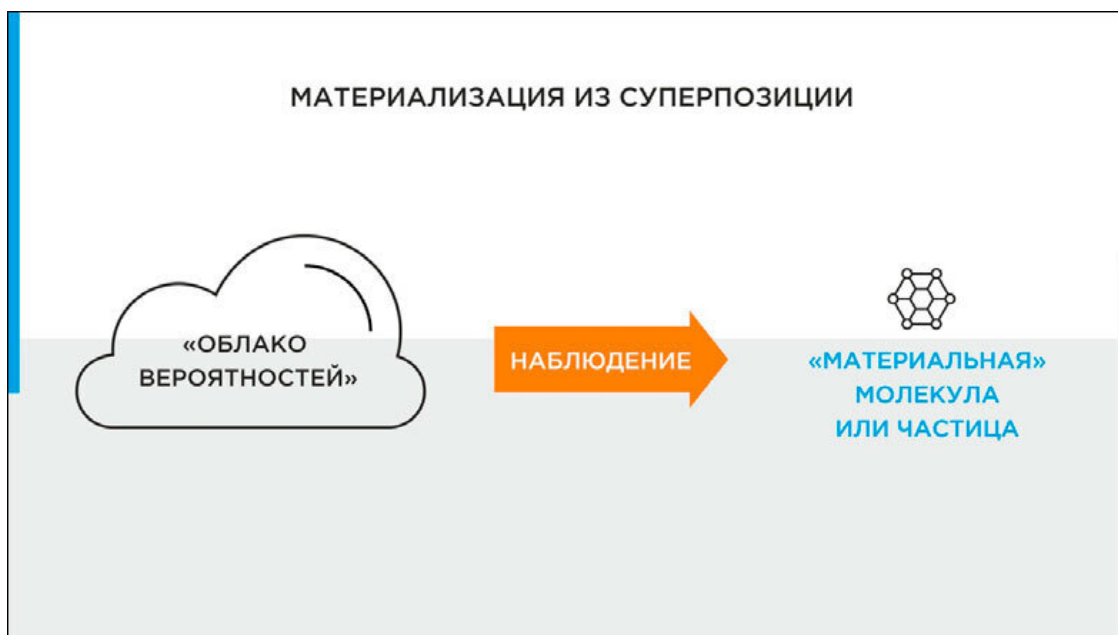 МАТЕРИАЛИЗАЦИЯ ИЗ СУПЕРПОЗИЦИИ
«ОБЛАКО
ВЕРОЯТНОСТЕЙ»
НАБЛЮДЕНИЕ
«МАТЕРИАЛЬНАЯ»
МОЛЕКУЛА
ИЛИ ЧАСТИЦА